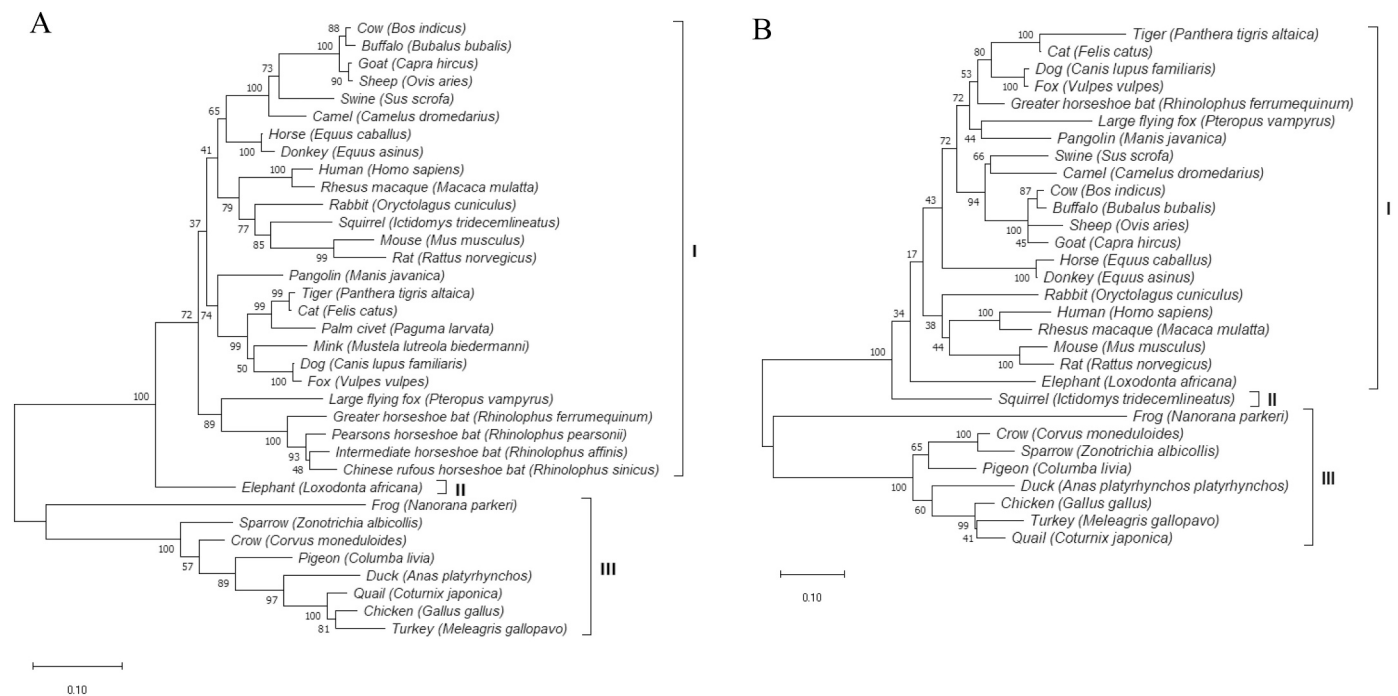 A
88
Cow (Bos indicus)
100
Buffalo (Bubalus bubalis)
Goat (Capra hircus)
73
90
Sheep (Ovis aries)
100
Swine (Sus scrofa)
65
Camel (Camelus dromedarius)
Horse (Equus caballus)
41
100
Donkey (Equus asinus)
100
Human (Homo sapiens)
Rhesus macaque (Macaca mulatta)
79
Rabbit (Oryctolagus cuniculus)
37
77
Squirrel (Ictidomys tridecemlineatus)
85
Mouse (Mus musculus)
99
Rat (Rattus norvegicus)
I
Pangolin (Manis javanica)
99
Tiger (Panthera tigris altaica)
99
Cat (Felis catus)
72
74
Palm civet (Paguma larvata)
99
Mink (Mustela lutreola biedermanni)
50
Dog (Canis lupus familiaris)
100
Fox (Vulpes vulpes)
100
Large flying fox (Pteropus vampyrus)
89
Greater horseshoe bat (Rhinolophus ferrumequinum)
100
Pearsons horseshoe bat (Rhinolophus pearsonii)
93
Intermediate horseshoe bat (Rhinolophus affinis)
48
Chinese rufous horseshoe bat (Rhinolophus sinicus)
Elephant (Loxodonta africana)
II
Frog (Nanorana parkeri)
Sparrow (Zonotrichia albicollis)
100
Crow (Corvus moneduloides)
57
Pigeon (Columba livia)
III
89
Duck (Anas platyrhynchos)
97
Quail (Coturnix japonica)
100
Chicken (Gallus gallus)
81
Turkey (Meleagris gallopavo)
0.10
B
100
Tiger (Panthera tigris altaica)
80
Cat (Felis catus)
53
Dog (Canis lupus familiaris)
100
Fox (Vulpes vulpes)
72
Greater horseshoe bat (Rhinolophus ferrumequinum)
Large flying fox (Pteropus vampyrus)
44
Pangolin (Manis javanica)
72
66
Swine (Sus scrofa)
Camel (Camelus dromedarius)
94
87
Cow (Bos indicus)
43
Buffalo (Bubalus bubalis)
I
100
Sheep (Ovis aries)
45
Goat (Capra hircus)
17
Horse (Equus caballus)
100
Donkey (Equus asinus)
Rabbit (Oryctolagus cuniculus)
34
38
100
Human (Homo sapiens)
Rhesus macaque (Macaca mulatta)
44
Mouse (Mus musculus)
100
100
Rat (Rattus norvegicus)
Elephant (Loxodonta africana)
Squirrel (Ictidomys tridecemlineatus)
II
Frog (Nanorana parkeri)
100
Crow (Corvus moneduloides)
65
Sparrow (Zonotrichia albicollis)
Pigeon (Columba livia)
III
100
Duck (Anas platyrhynchos platyrhynchos)
60
Chicken (Gallus gallus)
99
Turkey (Meleagris gallopavo)
41
Quail (Coturnix japonica)
0.10